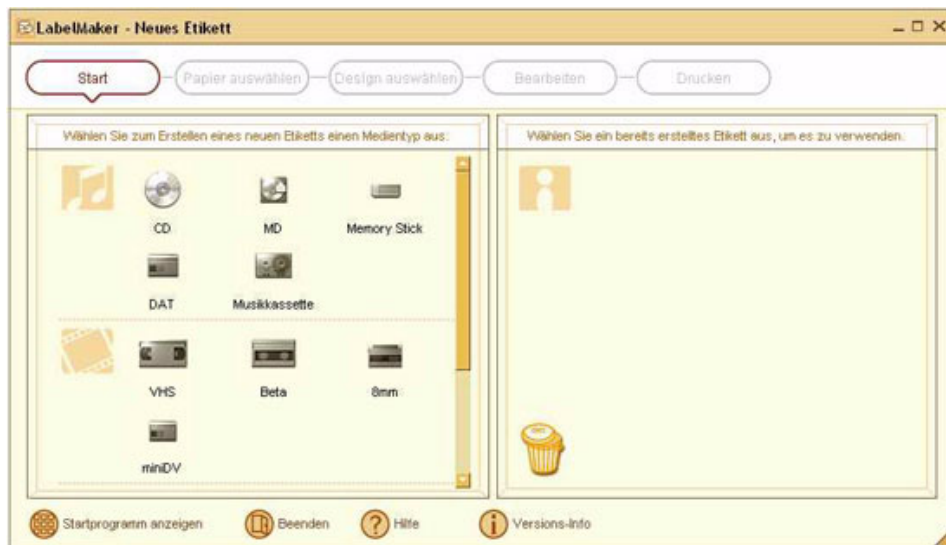 LabelMaker - Neues Etikett
Start
Papier auswählen
Design auswählen
Bearbeiten
Drucken
Wählen Sie zum Erstellen eines neuen Etiketts einen Medientyp aus:
Wählen Sie ein bereits erstelltes Etikett aus, um es zu verwenden.
CD
MD
Memory Stick
DAT
Musikkassette
VHS
Beta
8mm
miniDV
Startprogramm anzeigen
Beenden
? Hilfe
i Versions-Info